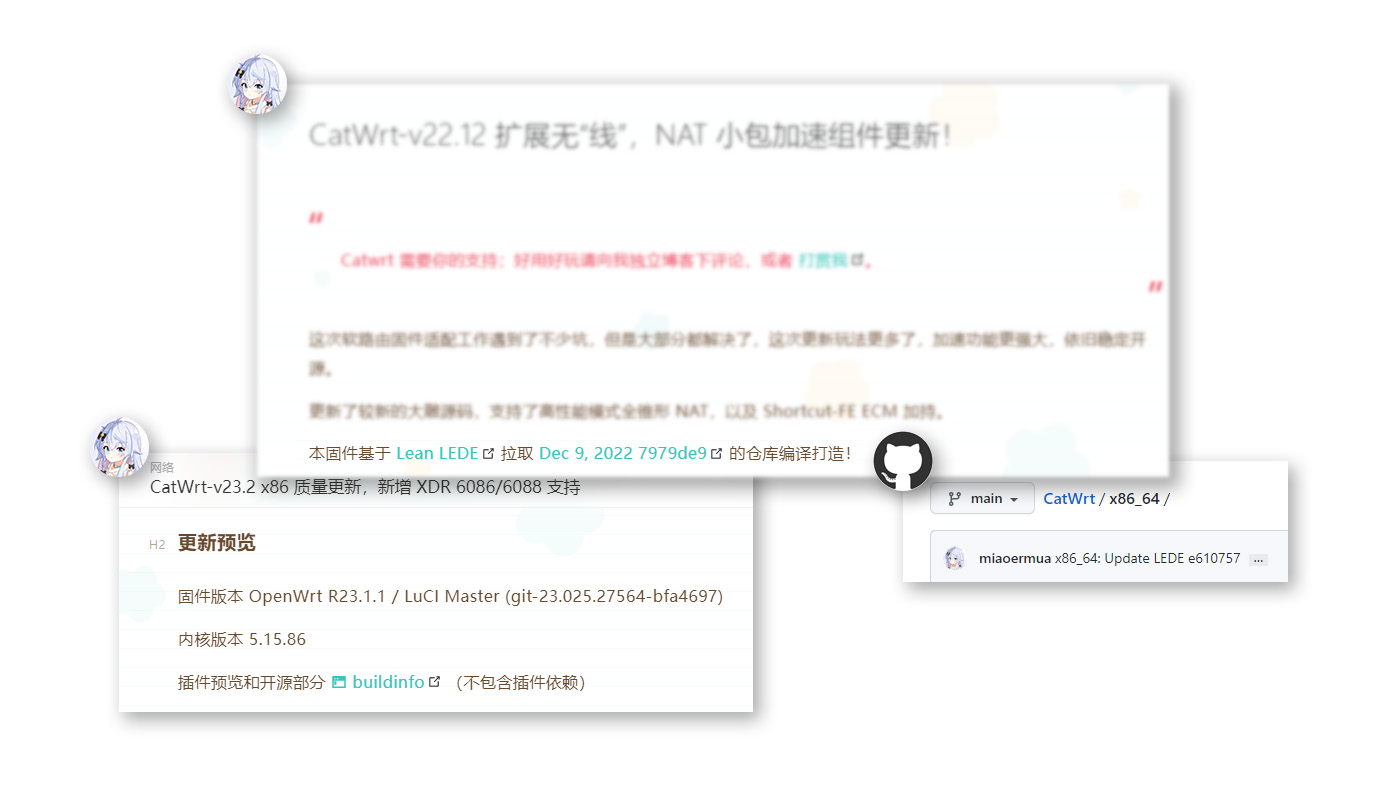 CatWrt-v22.12 扩展无“线”，NAT 小包加速组件更新！
Catwrt 需要你的支持；好用好玩请向我独立博客下评论，或者 打赏我。
这次软路由固件适配工作遇到了不少坑，但是大部分都解决了，这次更新玩法更多了，加速功能更强大，依旧稳定开
源。
更新了较新的大雕源码，支持了高性能模式全锥形 NAT，以及 Shortcut-FE ECM 加持。
本固件基于 Lean LEDE 拉取 Dec 9, 2022 7979de9 的仓库编译打造！
网络
CatWrt-v23.2 x86 质量更新，新增 XDR 6086/6088 支持
H2 更新预览
固件版本 OpenWrt R23.1.1 / LuCI Master (git-23.025.27564-bfa4697)
内核版本 5.15.86
插件预览和开源部分 buildinfo （不包含插件依赖）
main
CatWrt / x86_64 /
miaoermua x86_64: Update LEDE e610757 ...